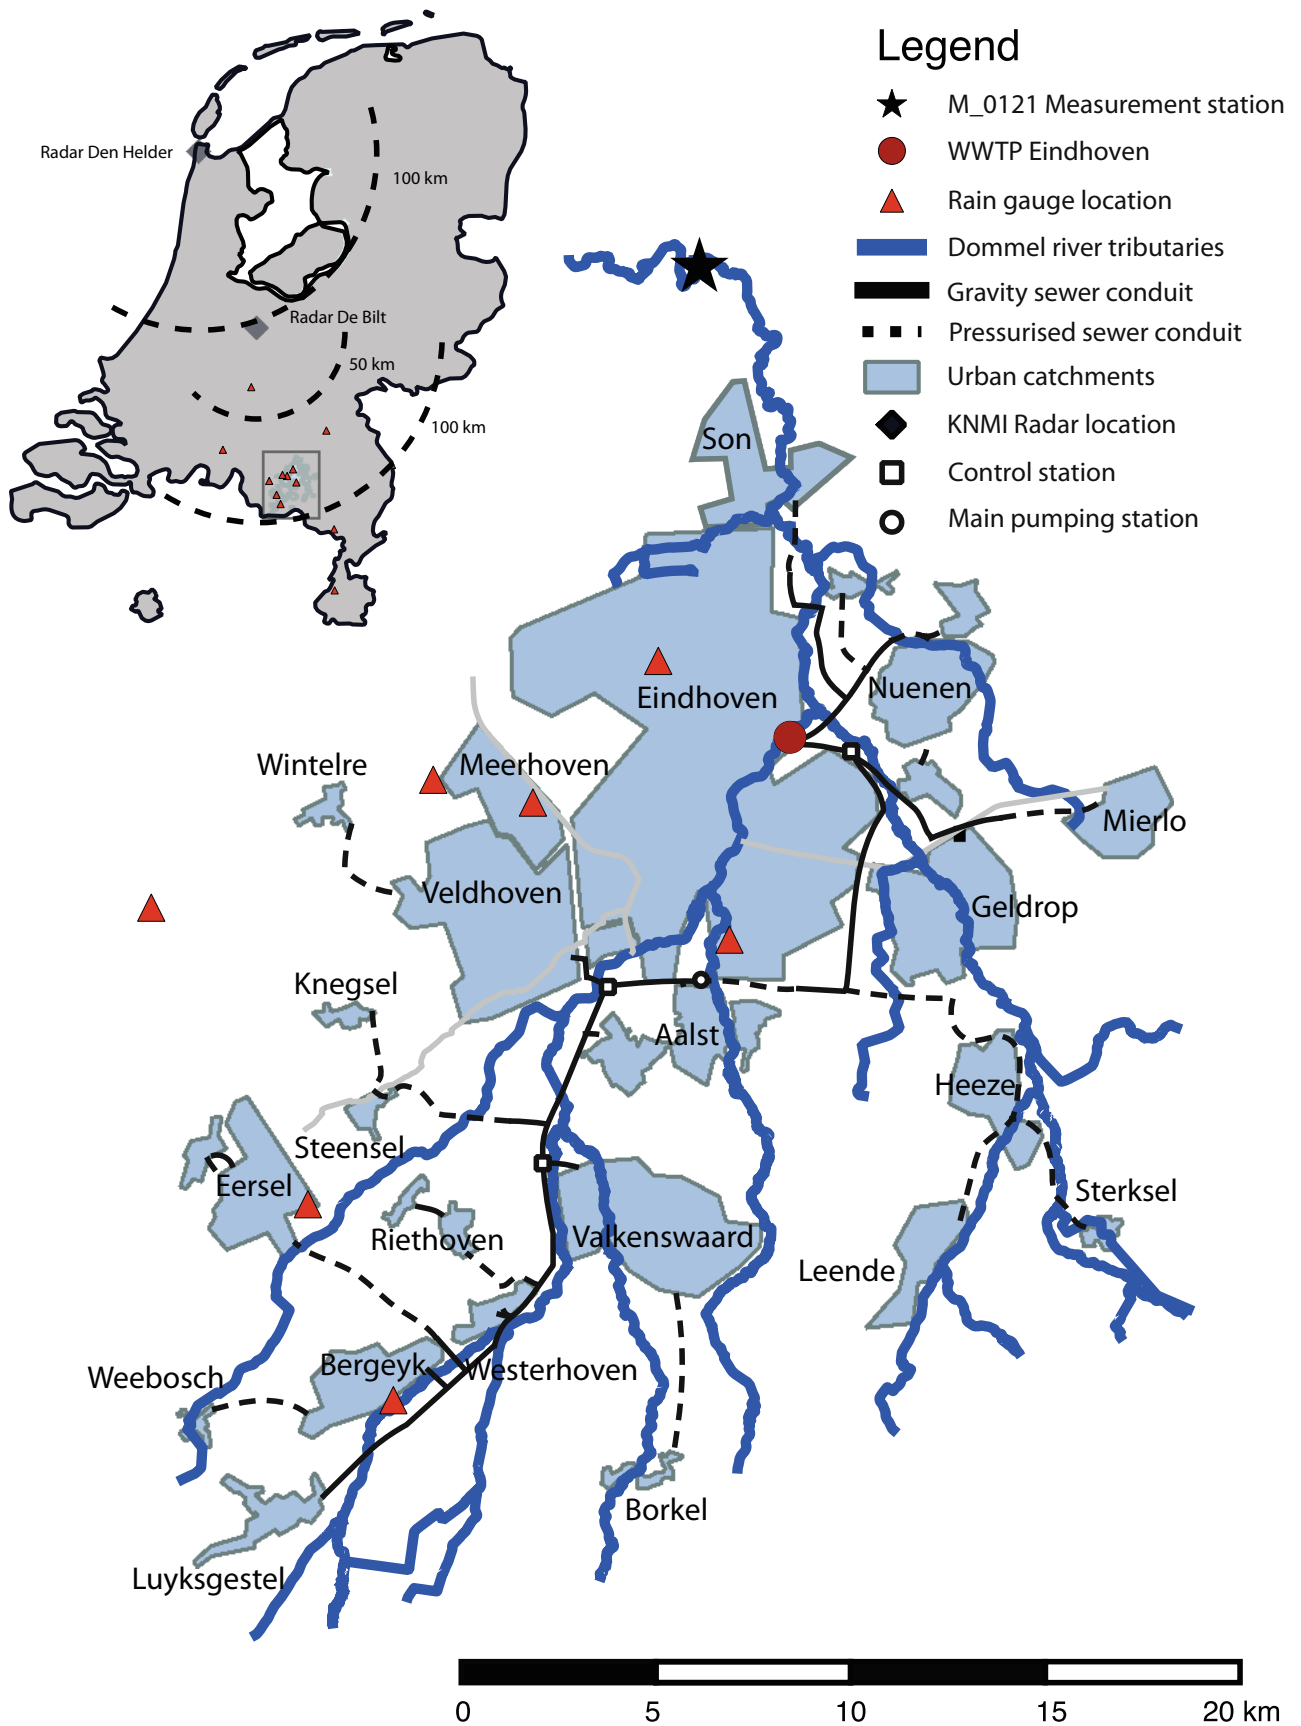 Legend
M_0121 Measurement station
WWTP Eindhoven
Rain gauge location
Dommel river tributaries
Gravity sewer conduit
Pressurised sewer conduit
Urban catchments
KNMI Radar location
Control station
Main pumping station
Radar Den Helder
100 km
Radar De Bilt
50 km
100 km
Son
Eindhoven
Nuenen
Wintelre
Meerhoven
Mierlo
Veldhoven
Geldrop
Knegsel
Aalst
Heeze
Steensel
Eersel
Sterksel
Riethoven
Valkenswaard
Leende
Bergeyk
Westerhoven
Weebosch
Borkel
Luyksgestel
0 5 10 15 20 km